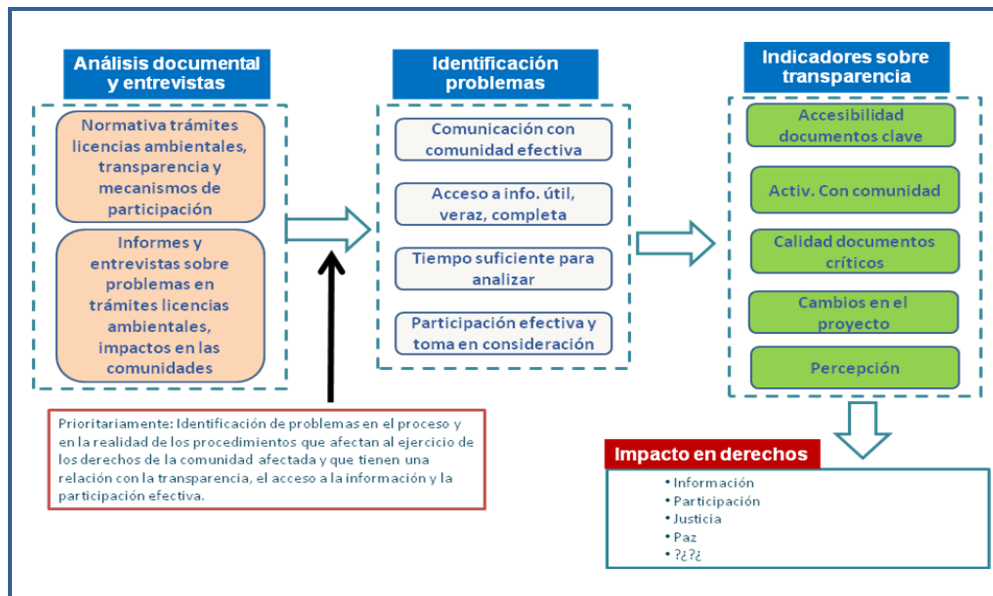 Análisis documental
y entrevistas
Normativa trámites
licencias ambientales,
transparencia y
mecanismos de
participación
Informes y
entrevistas sobre
problemas en
trámites licencias
ambientales,
impactos en las
comunidades
Identificación
problemas
Comunicación con
comunidad efectiva
Acceso a info. útil,
veraz, completa
Tiempo suficiente para
analizar
Participación efectiva y
toma en consideración
Indicadores sobre
transparencia
Accesibilidad
documentos clave
Activ. Con comunidad
Calidad documentos
críticos
Cambios en el
proyecto
Percepción
Prioritariamente: Identificación de problemas en el proceso y
en la realidad de los procedimientos que afectan al ejercicio de
los derechos de la comunidad afectada y que tienen una
relación con la transparencia, el acceso a la información y la
participación efectiva.
Impacto en derechos
• Información
• Participación
• Justicia
• Paz
• ?¿?¿